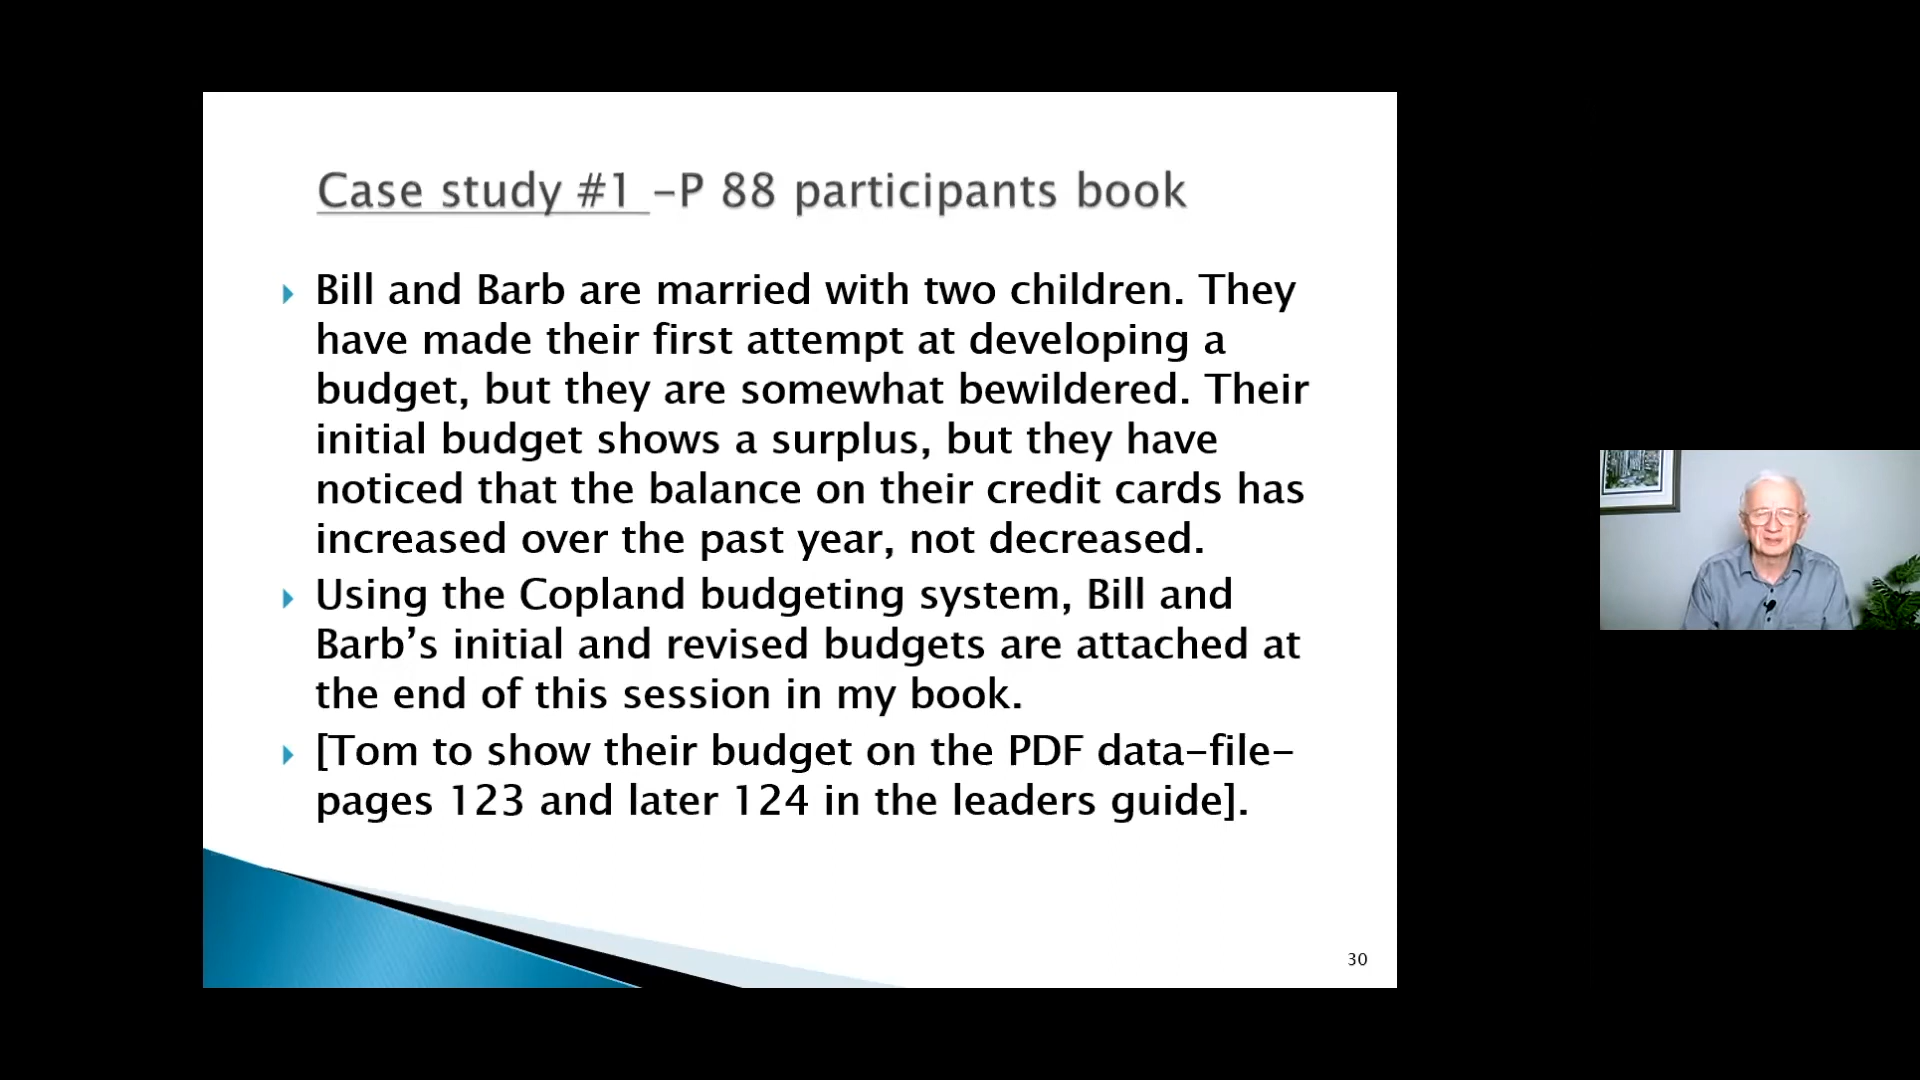 Case study #1 -P 88 participants book
Bill and Barb are married with two children. They
have made their first attempt at developing a
budget, but they are somewhat bewildered. Their
initial budget shows a surplus, but they have
noticed that the balance on their credit cards has
increased over the past year, not decreased.
Using the Copland budgeting system, Bill and
Barb’s initial and revised budgets are attached at
the end of this session in my book.
[Tom to show their budget on the PDF data-file-
pages 123 and later 124 in the leaders guide].
30